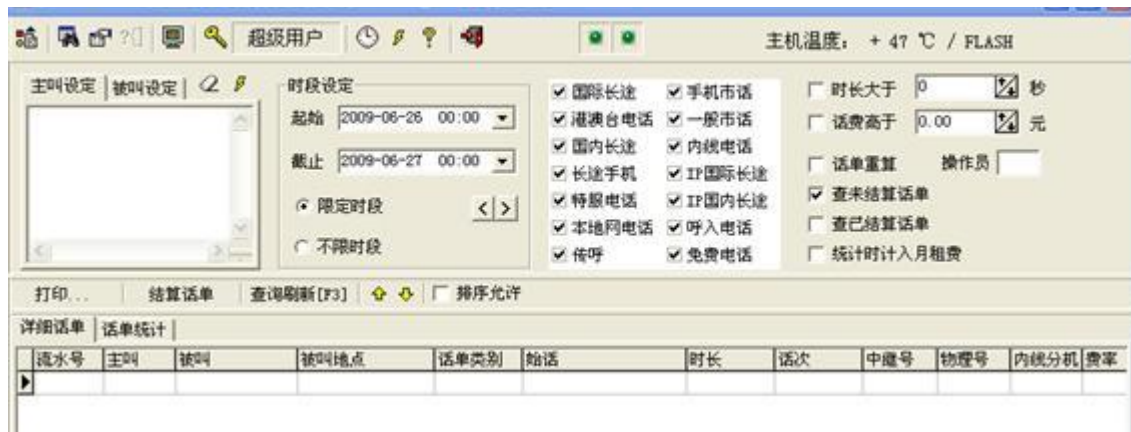 超级用户
主机温度： + 47 ℃ / FLASH
主叫设定 被叫设定
时段设定
起始 2009-06-26 00:00
截止 2009-06-27 00:00
限定时段 < >
不限时段
国际长途 手机市话
港澳台电话 一般市话
国内长途 内线电话
长途手机 IP国际长途
特服电话 IP国内长途
本地网电话 呼入电话
传呼 免费电话
时长大于 0 秒
话费高于 0.00 元
话单重算 操作员
查未结算话单
查已结算话单
统计时计入月租费
打印... 结算话单 查询刷新[F3] 排序允许
详细话单 话单统计
流水号 主叫 被叫 被叫地点 话单类别 始话 时长 话次 中继号 物理号 内线分机 费率